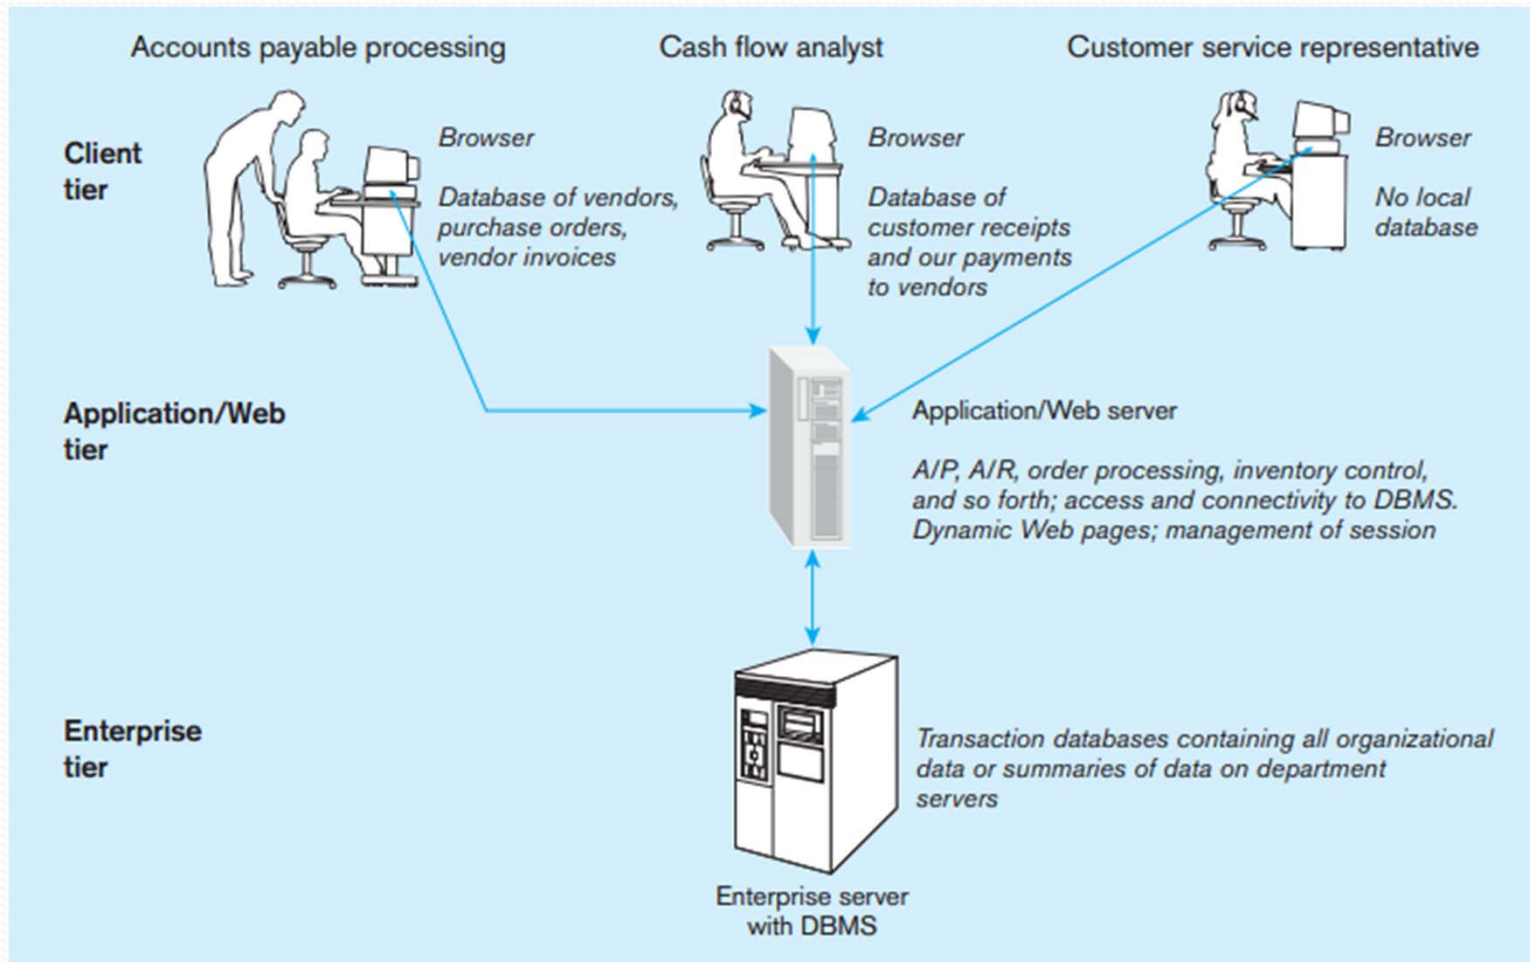 Accounts payable processing
Cash flow analyst
Customer service representative
Client
tier
Browser
Database of vendors,
purchase orders,
vendor invoices
Browser
Database of
customer receipts
and our payments
to vendors
Browser
No local
database
Application/Web
tier
Application/Web server
A/P, A/R, order processing, inventory control,
and so forth; access and connectivity to DBMS.
Dynamic Web pages; management of session
Enterprise
tier
Transaction databases containing all organizational
data or summaries of data on department
servers
Enterprise server
with DBMS